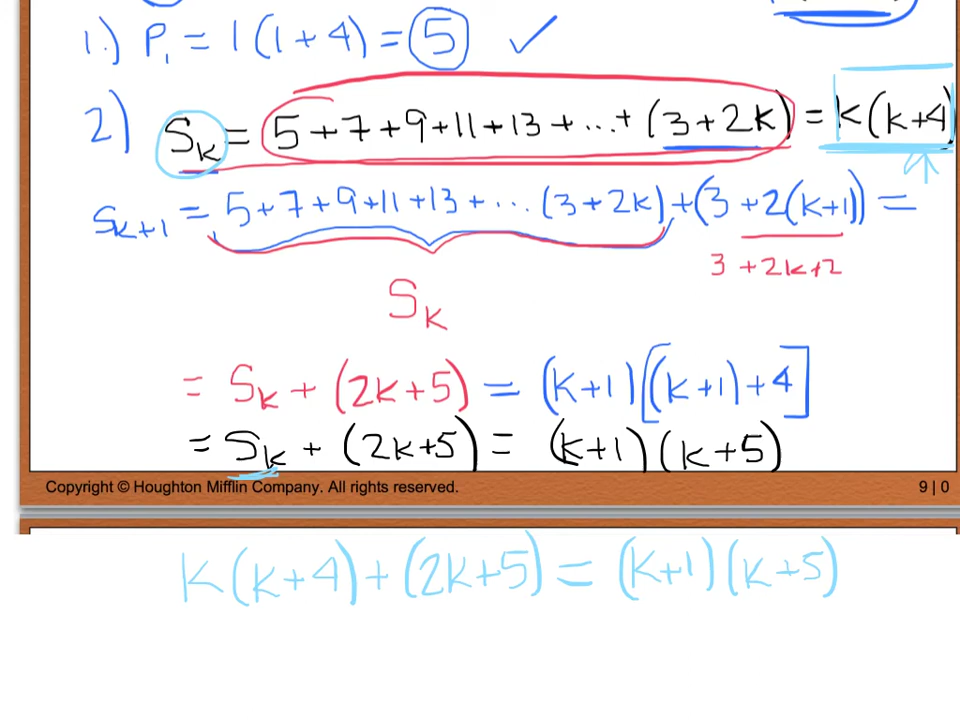 1.) P₁ = 1(1+4) = 5 ✓
2) Sₖ = 5+7+9+11+13+...+(3+2k) = k(k+4)
Sₖ₊₁ = 5+7+9+11+13+...(3+2k)+(3+2(k+1)) =
3+2k+2
Sₖ
= Sₖ + (2k+5) = (k+1)[(k+1)+4]
= Sₖ + (2k+5) = (k+1)(k+5)
Copyright © Houghton Mifflin Company. All rights reserved. 9 | 0
k(k+4)+(2k+5) = (k+1)(k+5)